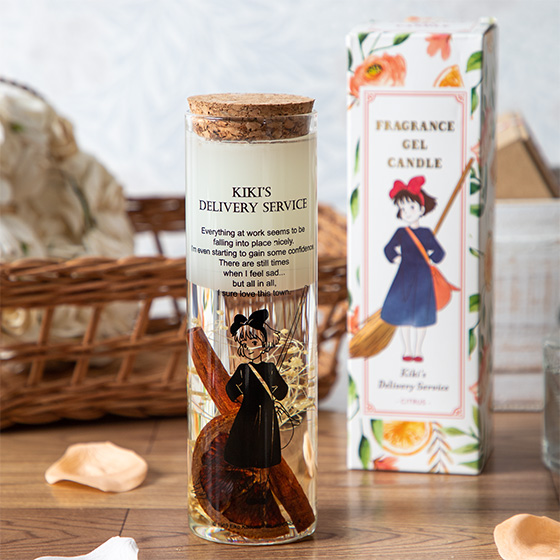 KIKI'S
DELIVERY SERVICE
Everything at work seems to be
falling into place nicely.
I'm even starting to gain some confidence.
There are still times
when I feel sad...
but all in all,
I sure love this town.
FRAGRANCE
GEL
CANDLE
Kiki's
Delivery Service
CITRUS